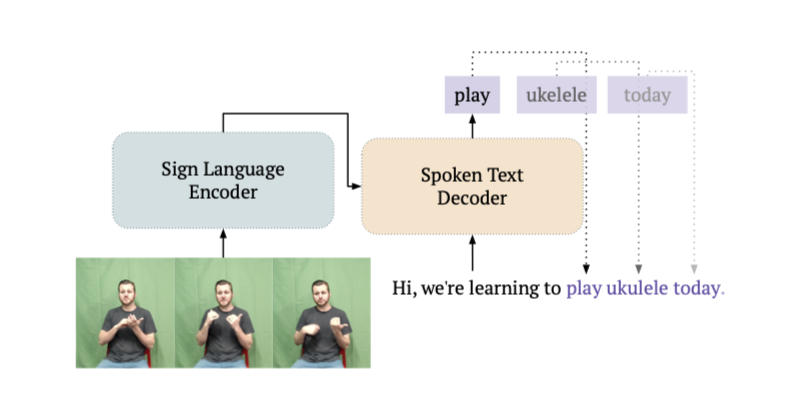 play ukelele today
Sign Language
Encoder
Spoken Text
Decoder
Hi, we're learning to play ukulele today.